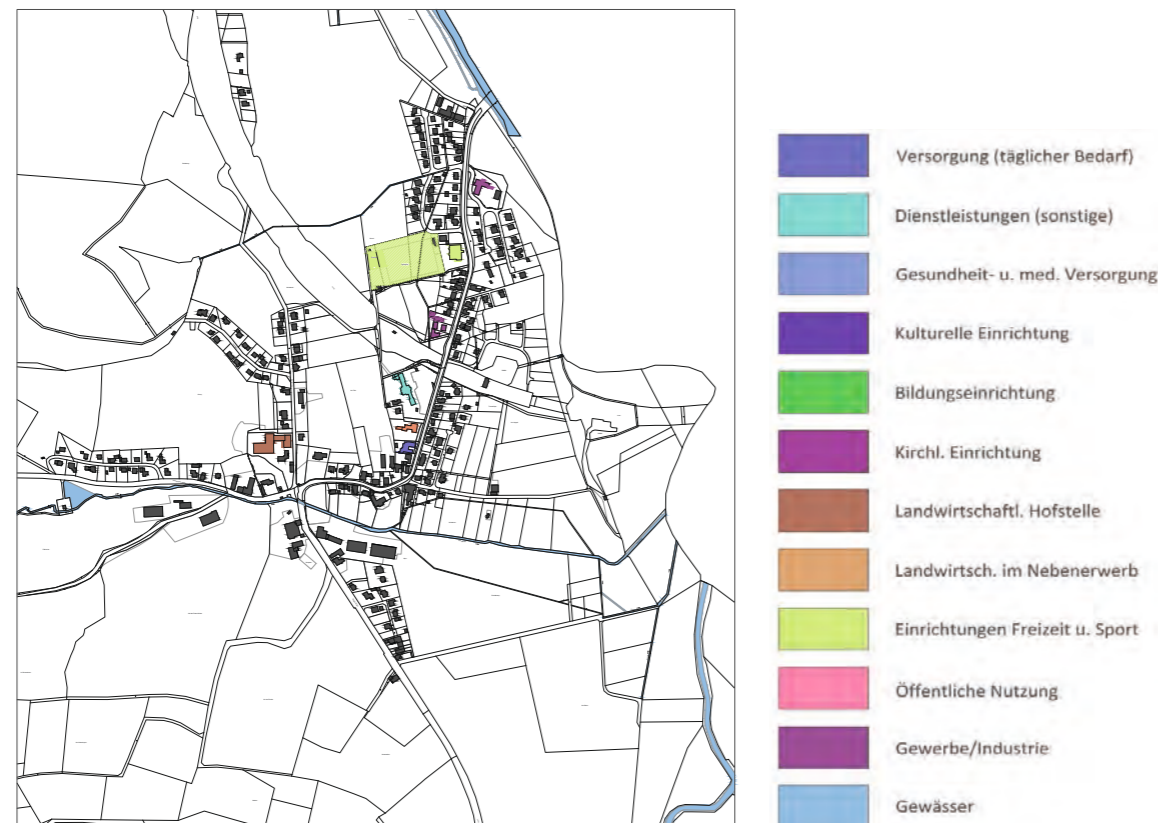 Versorgung (täglicher Bedarf)
Dienstleistungen (sonstige)
Gesundheit- u. med. Versorgung
Kulturelle Einrichtung
Bildungseinrichtung
Kirchl. Einrichtung
Landwirtschaftl. Hofstelle
Landwirtsch. im Nebenerwerb
Einrichtungen Freizeit u. Sport
Öffentliche Nutzung
Gewerbe/Industrie
Gewässer